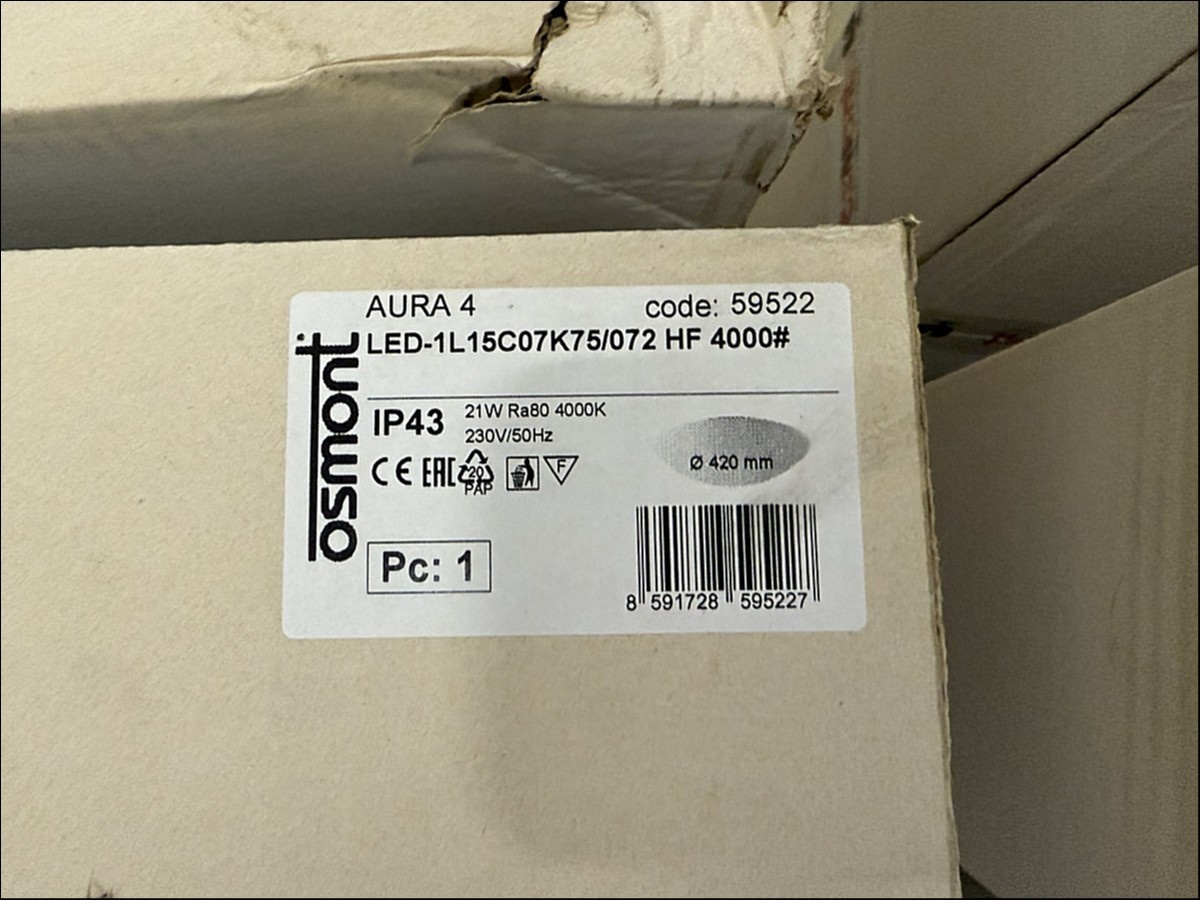 AURA 4 code: 59522
LED-1L15C07K75/072 HF 4000#
osmont
IP43 21W Ra80 4000K
230V/50Hz
CE EAC 20 PAP F
Ø 420 mm
Pc: 1
8 591728 595227